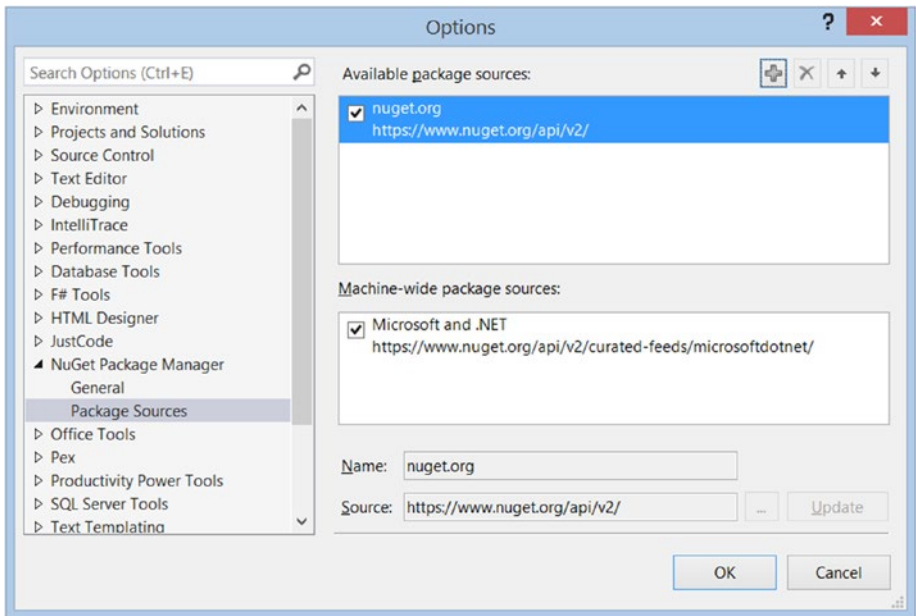 Options
?
Search Options (Ctrl+E)
Environment
Projects and Solutions
Source Control
Text Editor
Debugging
IntelliTrace
Performance Tools
Database Tools
F# Tools
HTML Designer
JustCode
NuGet Package Manager
General
Package Sources
Office Tools
Pex
Productivity Power Tools
SQL Server Tools
Text Templating
Available package sources:
nuget.org
https://www.nuget.org/api/v2/
Machine-wide package sources:
Microsoft and .NET
https://www.nuget.org/api/v2/curated-feeds/microsoftdotnet/
Name: nuget.org
Source: https://www.nuget.org/api/v2/ ... Update
OK Cancel